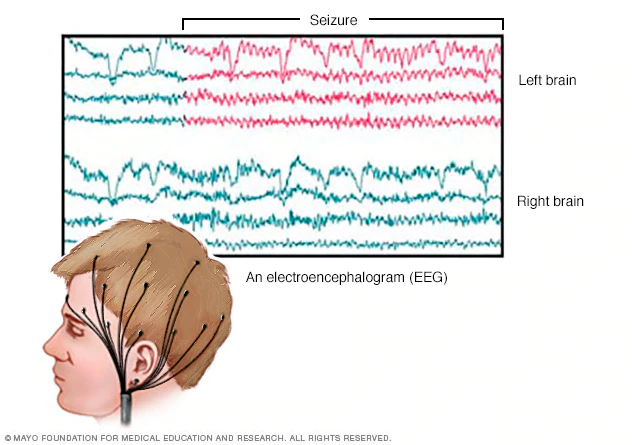 Seizure
Left brain
Right brain
An electroencephalogram (EEG)
© MAYO FOUNDATION FOR MEDICAL EDUCATION AND RESEARCH. ALL RIGHTS RESERVED.